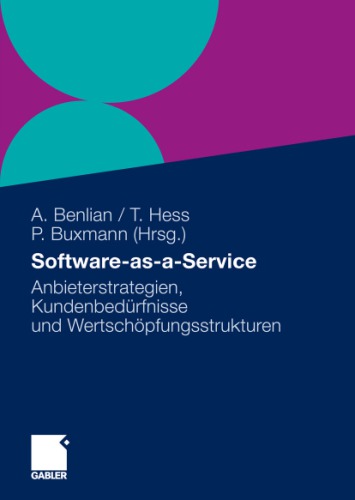 A. Benlian / T. Hess
P. Buxmann (Hrsg.)
Software-as-a-Service
Anbieterstrategien,
Kundenbedürfnisse
und Wertschöpfungsstrukturen
GABLER